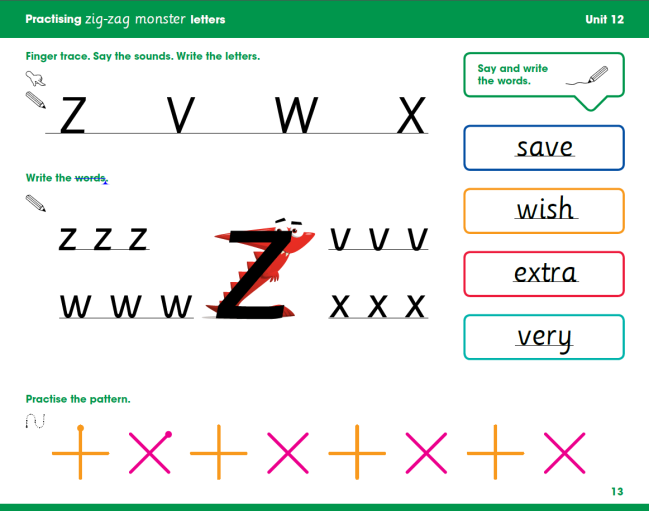 Practising zig-zag monster letters
Unit 12
Finger trace. Say the sounds. Write the letters.
Z V W X
Write the words.
z z z
v v v
w w w
x x x
Z
Say and write
the words.
save
wish
extra
very
Practise the pattern.
13